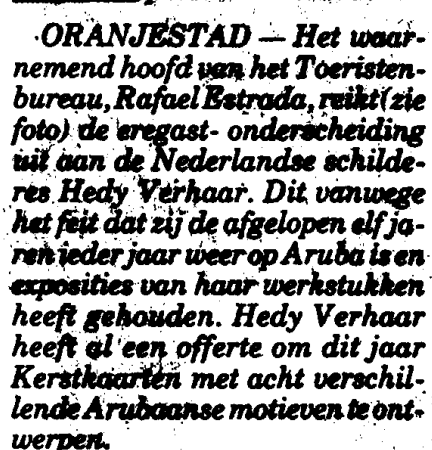 ORANJESTAD — Het waar-
nemend hoofd van het Toeristen-
bureau, Rafael Estrada, reikt (zie
foto) de eregast- onderscheiding
uit aan de Nederlandse schilde-
res Hedy Verhaar. Dit vanwege
het feit dat zij de afgelopen elf ja-
ren ieder jaar weer op Aruba is en
exposities van haar werkstukken
heeft gehouden. Hedy Verhaar
heeft al een offerte om dit jaar
Kerstkaarten met acht verschil-
lende Arubaanse motieven te ont-
werpen.